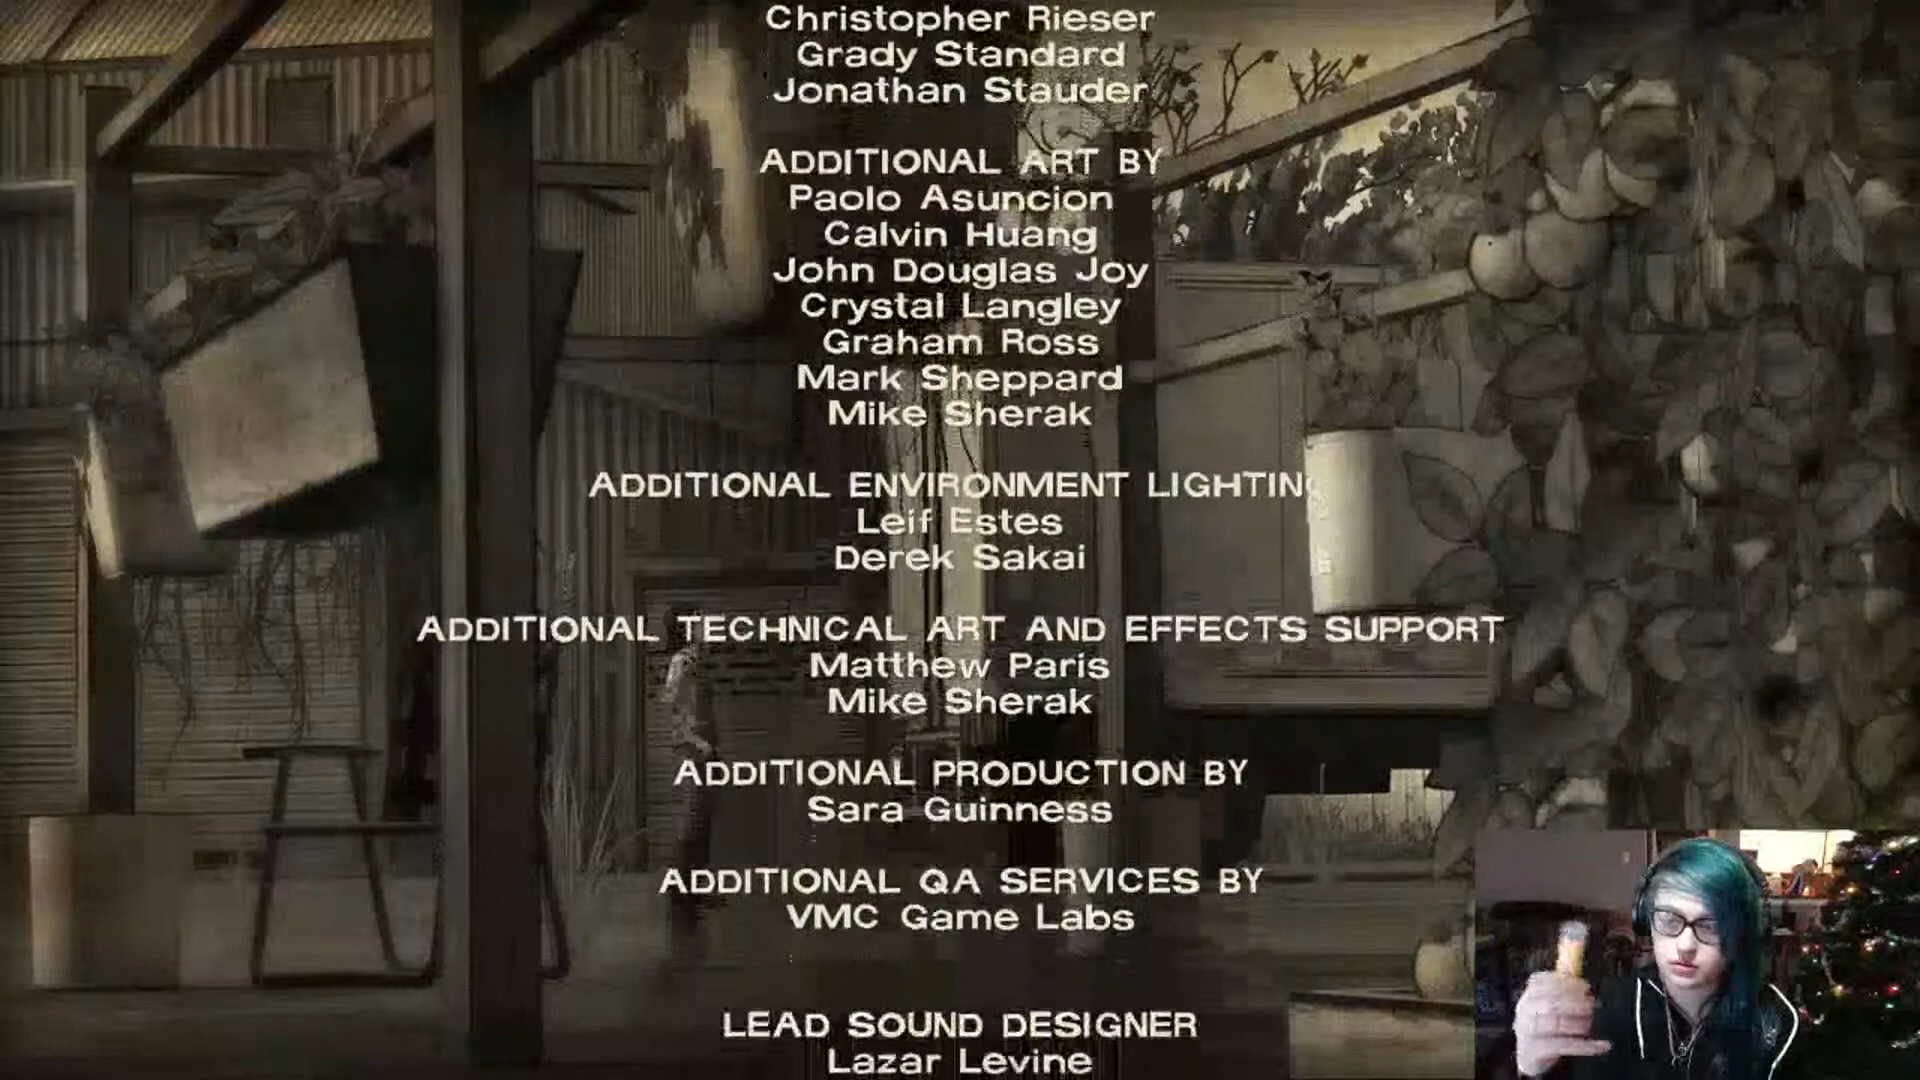 Christopher Rieser
Grady Standard
Jonathan Stauder
ADDITIONAL ART BY
Paolo Asuncion
Calvin Huang
John Douglas Joy
Crystal Langley
Graham Ross
Mark Sheppard
Mike Sherak
ADDITIONAL ENVIRONMENT LIGHTING
Leif Estes
Derek Sakai
ADDITIONAL TECHNICAL ART AND EFFECTS SUPPORT
Matthew Paris
Mike Sherak
ADDITIONAL PRODUCTION BY
Sara Guinness
ADDITIONAL QA SERVICES BY
VMC Game Labs
LEAD SOUND DESIGNER
Lazar Levine